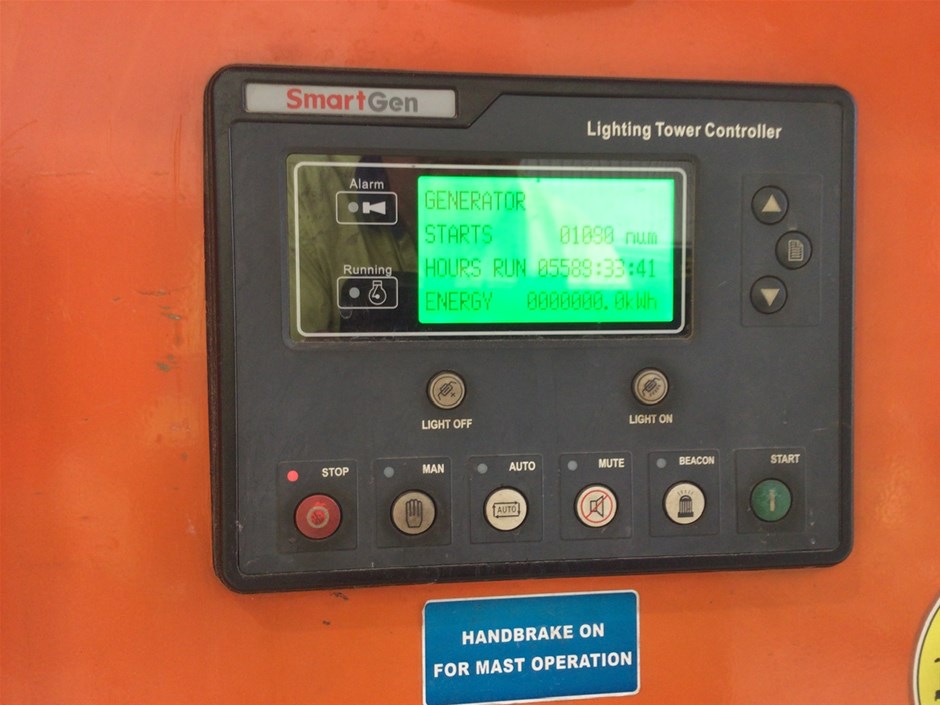 SmartGen
Lighting Tower Controller
Alarm
Running
GENERATOR
STARTS 01090 num
HOURS RUN 05589:33:41
ENERGY 0000000.0kWh
LIGHT OFF
LIGHT ON
STOP
MAN
AUTO
MUTE
BEACON
START
AUTO
HANDBRAKE ON
FOR MAST OPERATION